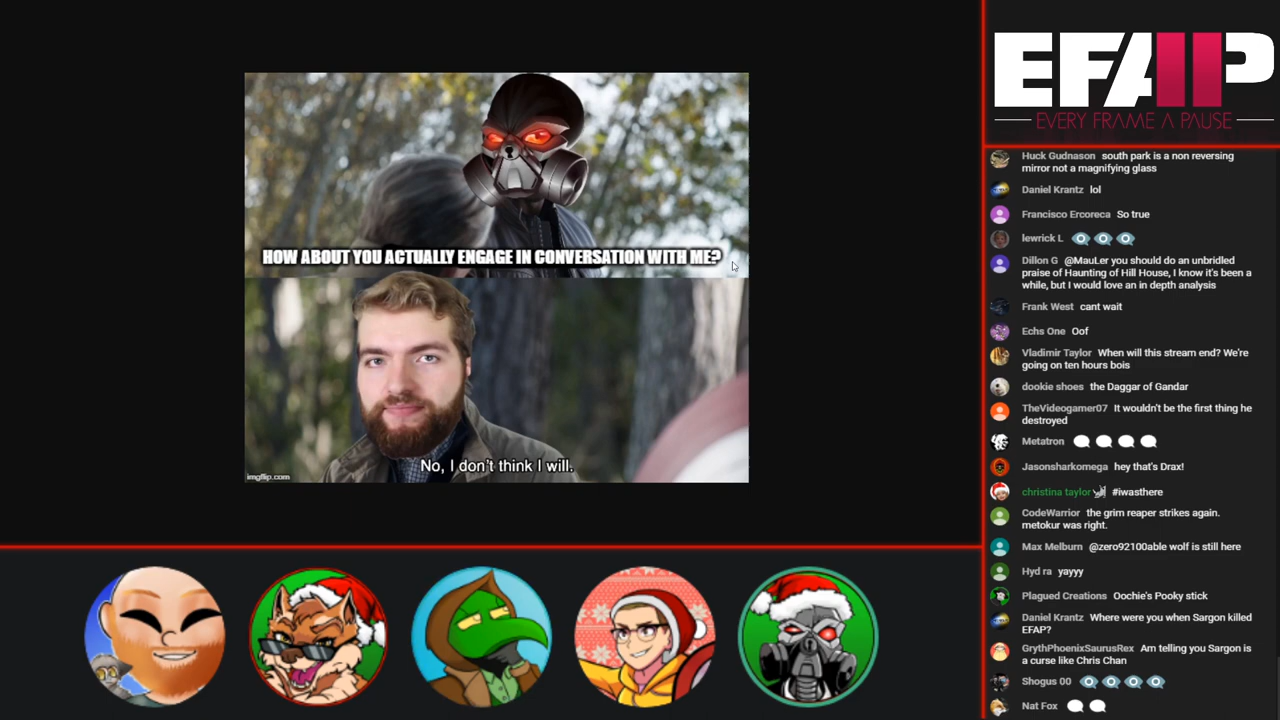 HOW ABOUT YOU ACTUALLY ENGAGE IN CONVERSATION WITH ME?
No, I don't think I will.
imgflip.com
EFAP
EVERY FRAME A PAUSE
Huck Gudnason south park is a non reversing
mirror not a magnifying glass
Daniel Krantz lol
Francisco Ercoreca So true
lewrick L
Dillon G @MauLer you should do an unbridled
praise of Haunting of Hill House, I know it's been a
while, but I would love an in depth analysis
Frank West cant wait
Echs One Oof
Vladimir Taylor When will this stream end? We're
going on ten hours bois
dookie shoes the Daggar of Gandar
TheVideogamer07 It wouldn't be the first thing he
destroyed
Metatron
Jasonsharkomega hey that's Drax!
christina taylor #iwasthere
CodeWarrior the grim reaper strikes again.
metokur was right.
Max Melburn @zero92100able wolf is still here
Hyd ra yayyy
Plagued Creations Oochie's Pooky stick
Daniel Krantz Where were you when Sargon killed
EFAP?
GrythPhoenixSaurusRex Am telling you Sargon is
a curse like Chris Chan
Shogus 00
Nat Fox